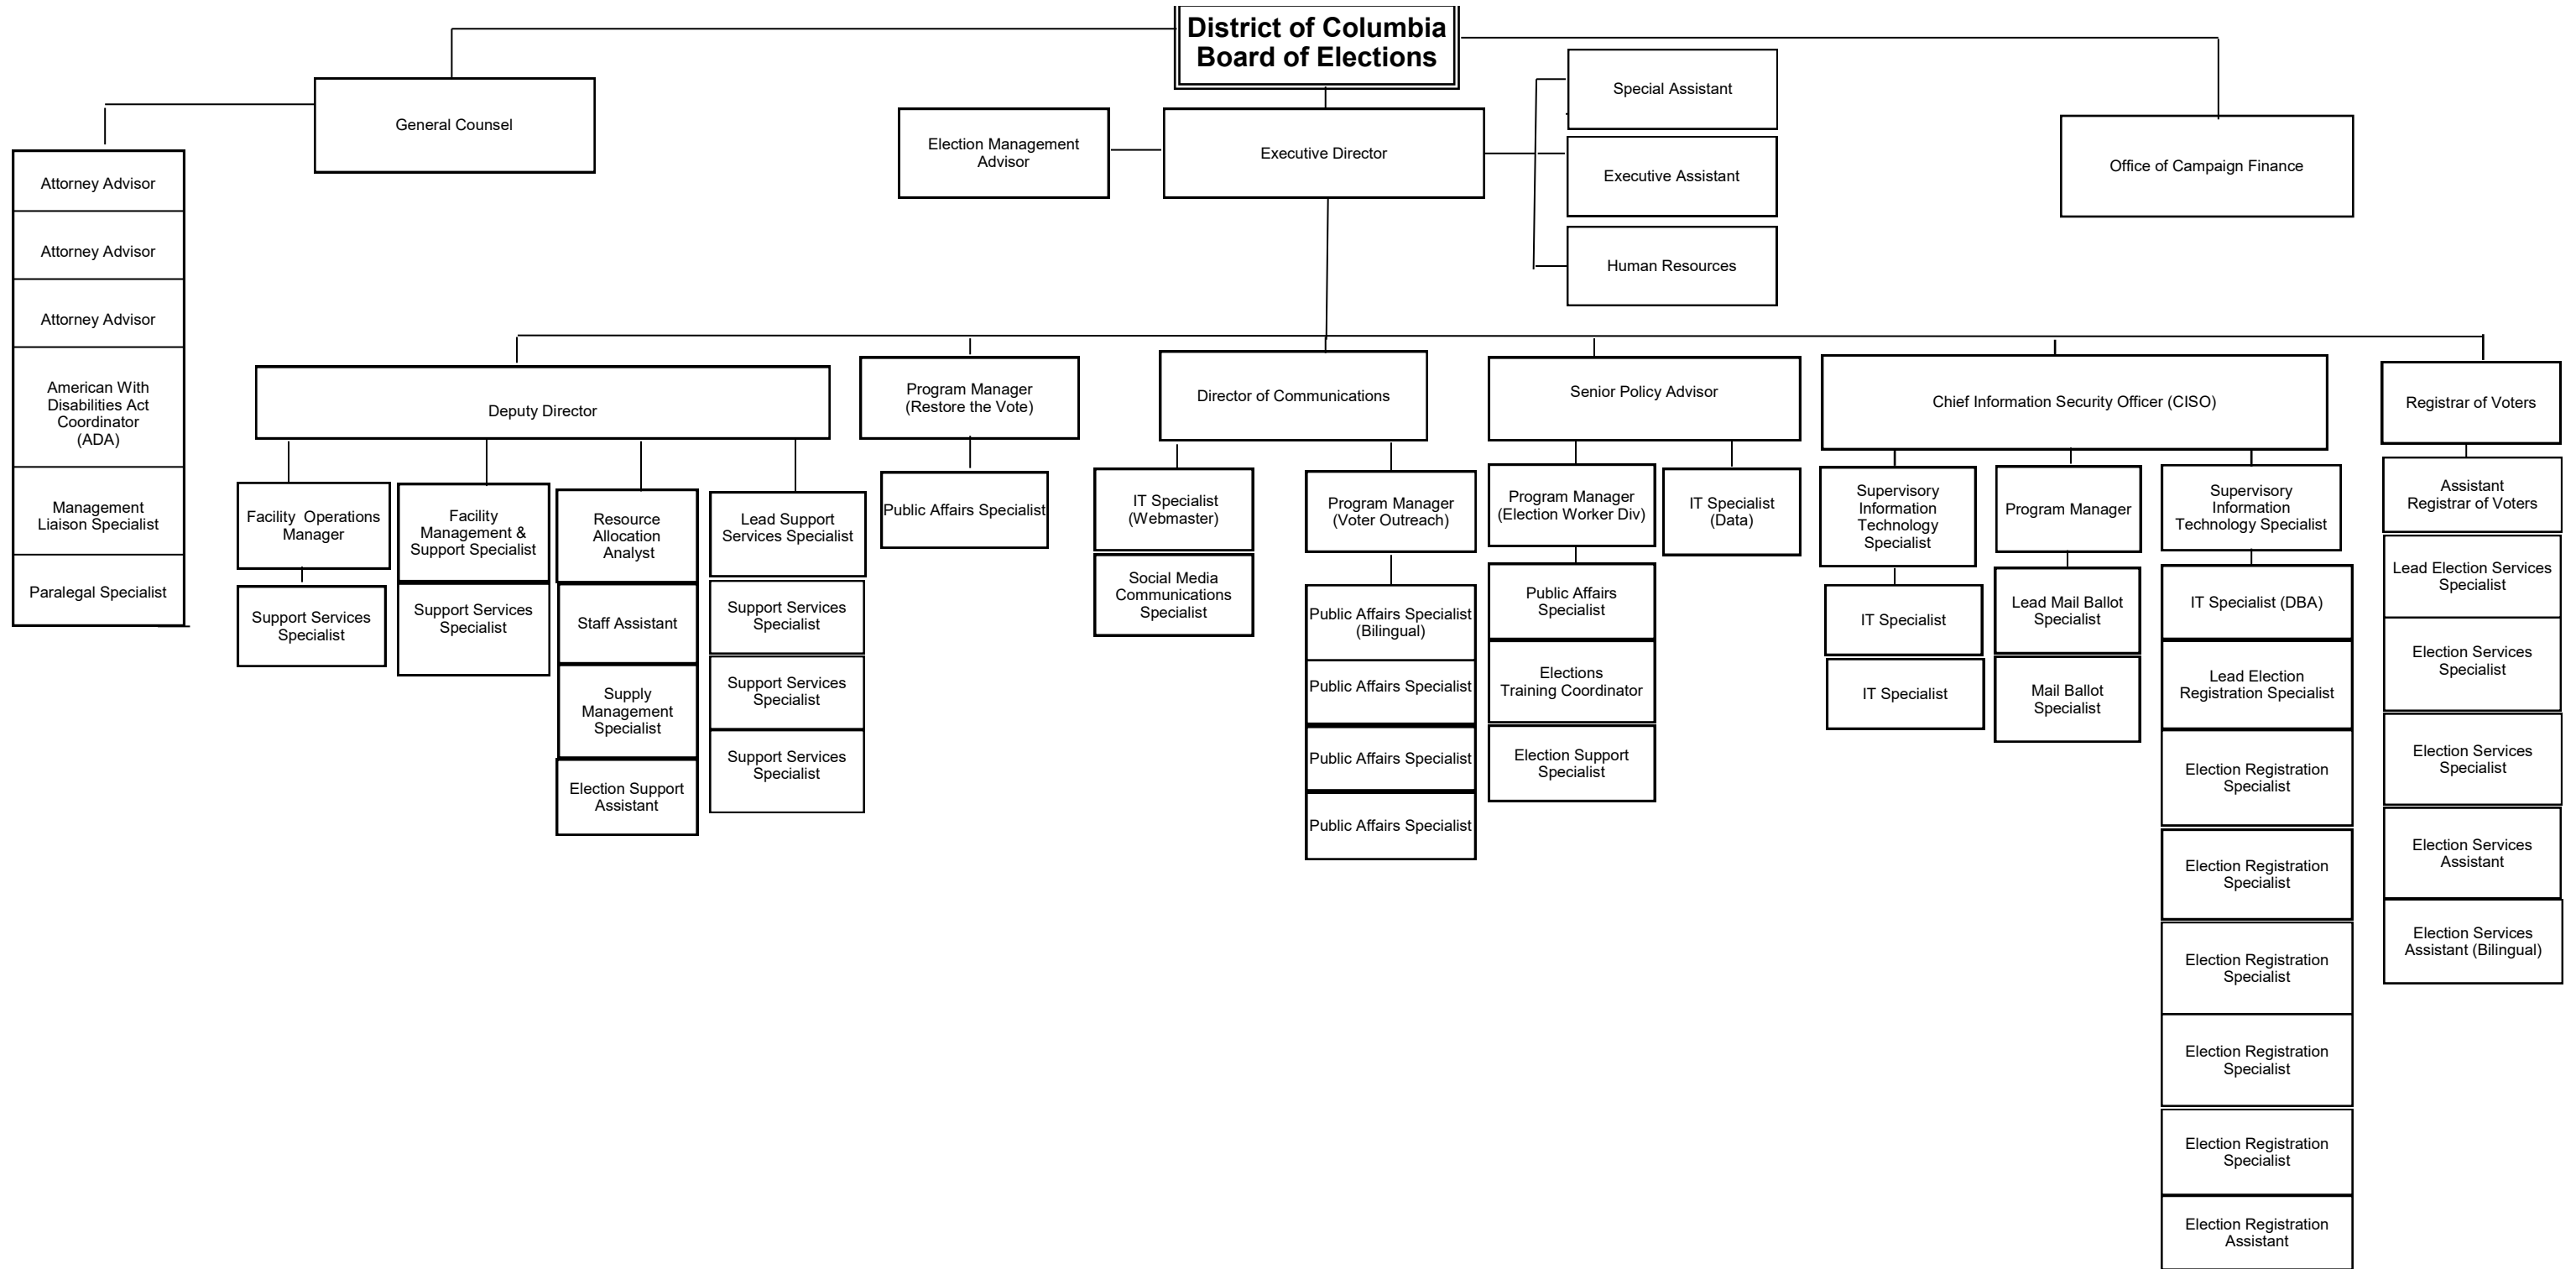 District of Columbia
Board of Elections
General Counsel
Election Management
Advisor
Executive Director
Special Assistant
Executive Assistant
Human Resources
Office of Campaign Finance
Attorney Advisor
Attorney Advisor
Attorney Advisor
American With
Disabilities Act
Coordinator
(ADA)
Management
Liaison Specialist
Paralegal Specialist
Deputy Director
Facility Operations
Manager
Support Services
Specialist
Facility
Management &
Support Specialist
Support Services
Specialist
Resource
Allocation
Analyst
Staff Assistant
Supply
Management
Specialist
Election Support
Assistant
Lead Support
Services Specialist
Support Services
Specialist
Support Services
Specialist
Support Services
Specialist
Program Manager
(Restore the Vote)
Public Affairs Specialist
Director of Communications
IT Specialist
(Webmaster)
Social Media
Communications
Specialist
Program Manager
(Voter Outreach)
Public Affairs Specialist
(Bilingual)
Public Affairs Specialist
Public Affairs Specialist
Public Affairs Specialist
Senior Policy Advisor
Program Manager
(Election Worker Div)
Public Affairs
Specialist
Elections
Training Coordinator
Election Support
Specialist
IT Specialist
(Data)
Chief Information Security Officer (CISO)
Supervisory
Information
Technology
Specialist
IT Specialist
IT Specialist
Program Manager
Lead Mail Ballot
Specialist
Mail Ballot
Specialist
Supervisory
Information
Technology Specialist
IT Specialist (DBA)
Lead Election
Registration Specialist
Election Registration
Specialist
Election Registration
Specialist
Election Registration
Specialist
Election Registration
Specialist
Election Registration
Specialist
Election Registration
Assistant
Registrar of Voters
Assistant
Registrar of Voters
Lead Election Services
Specialist
Election Services
Specialist
Election Services
Specialist
Election Services
Assistant
Election Services
Assistant (Bilingual)